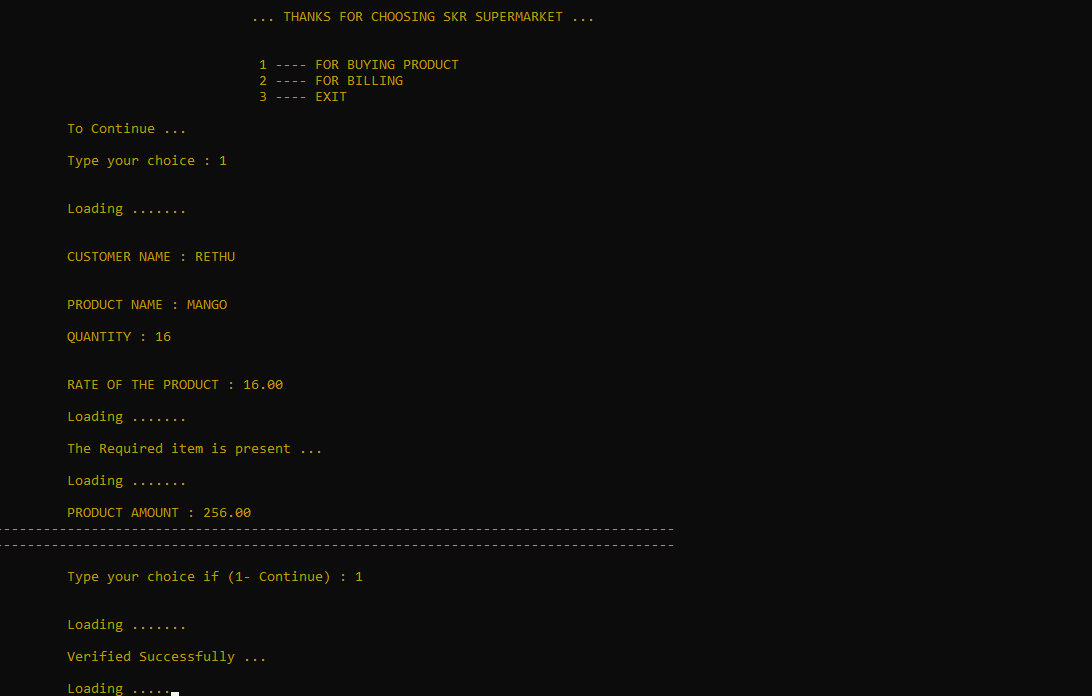 ... THANKS FOR CHOOSING SKR SUPERMARKET ...
1 ---- FOR BUYING PRODUCT
2 ---- FOR BILLING
3 ---- EXIT
To Continue ...
Type your choice : 1
Loading .......
CUSTOMER NAME : RETHU
PRODUCT NAME : MANGO
QUANTITY : 16
RATE OF THE PRODUCT : 16.00
Loading .......
The Required item is present ...
Loading .......
PRODUCT AMOUNT : 256.00
-------------------------------------------------------------------------------------
-------------------------------------------------------------------------------------
Type your choice if (1- Continue) : 1
Loading .......
Verified Successfully ...
Loading .....